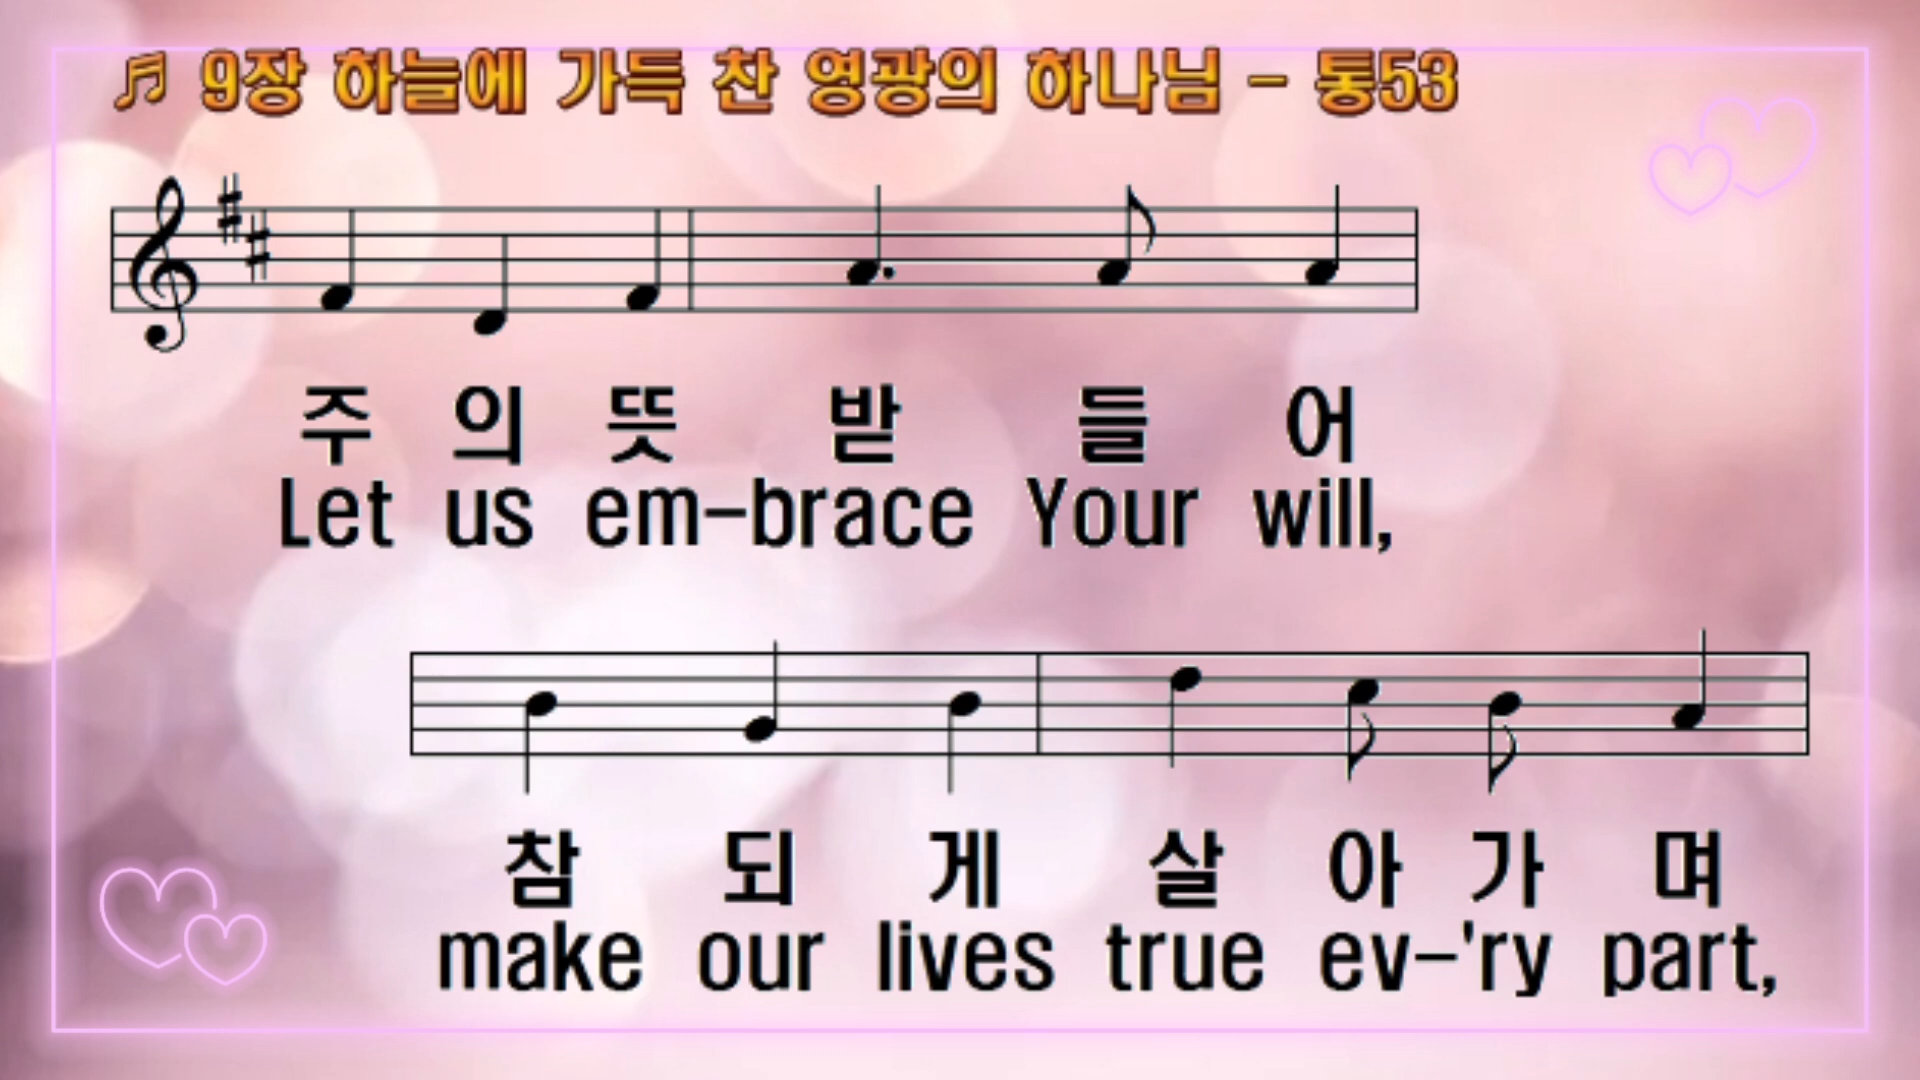 ♬ 9장 하늘에 가득 찬 영광의 하나님 - 통53
주 의 뜻 받 들 어
Let us em-brace Your will,
참 되 게 살 아 가 며
make our lives true ev-'ry part,